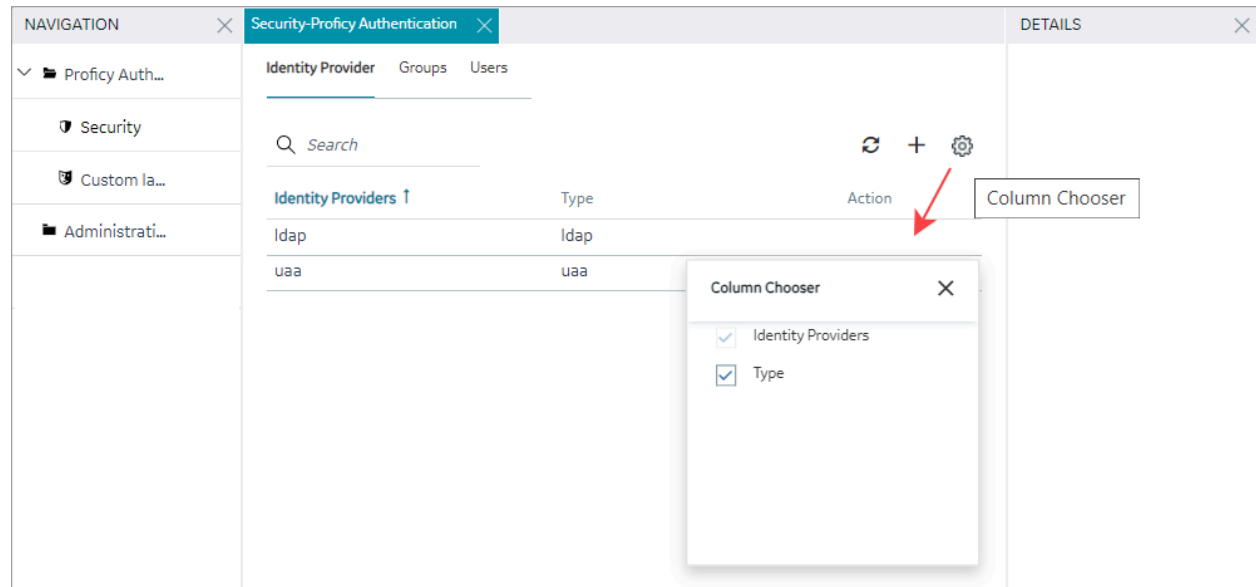 NAVIGATION
Security-Proficy Authentication
DETAILS
Proficy Auth...
Security
Custom la...
Administrati...
Identity Provider Groups Users
Search
Column Chooser
Identity Providers ↑ Type Action
ldap ldap
uaa uaa
Column Chooser
Identity Providers
Type